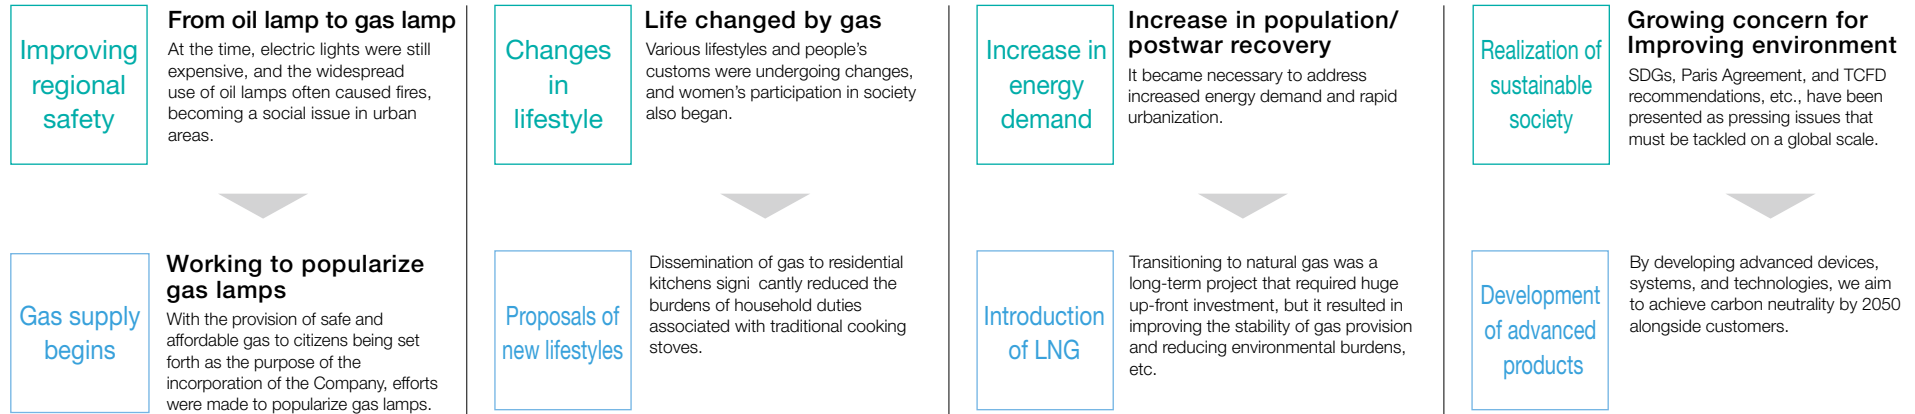 Improving
regional
safety
From oil lamp to gas lamp
At the time, electric lights were still
expensive, and the widespread
use of oil lamps often caused fires,
becoming a social issue in urban
areas.
Gas supply
begins
Working to popularize
gas lamps
With the provision of safe and
affordable gas to citizens being set
forth as the purpose of the
incorporation of the Company, efforts
were made to popularize gas lamps.
Changes
in
lifestyle
Life changed by gas
Various lifestyles and people's
customs were undergoing changes,
and women's participation in society
also began.
Proposals of
new lifestyles
Dissemination of gas to residential
kitchens signi cantly reduced the
burdens of household duties
associated with traditional cooking
stoves.
Increase in
energy
demand
Increase in population/
postwar recovery
It became necessary to address
increased energy demand and rapid
urbanization.
Introduction
of LNG
Transitioning to natural gas was a
long-term project that required huge
up-front investment, but it resulted in
improving the stability of gas provision
and reducing environmental burdens,
etc.
Realization of
sustainable
society
Growing concern for
Improving environment
SDGs, Paris Agreement, and TCFD
recommendations, etc., have been
presented as pressing issues that
must be tackled on a global scale.
Development
of advanced
products
By developing advanced devices,
systems, and technologies, we aim
to achieve carbon neutrality by 2050
alongside customers.